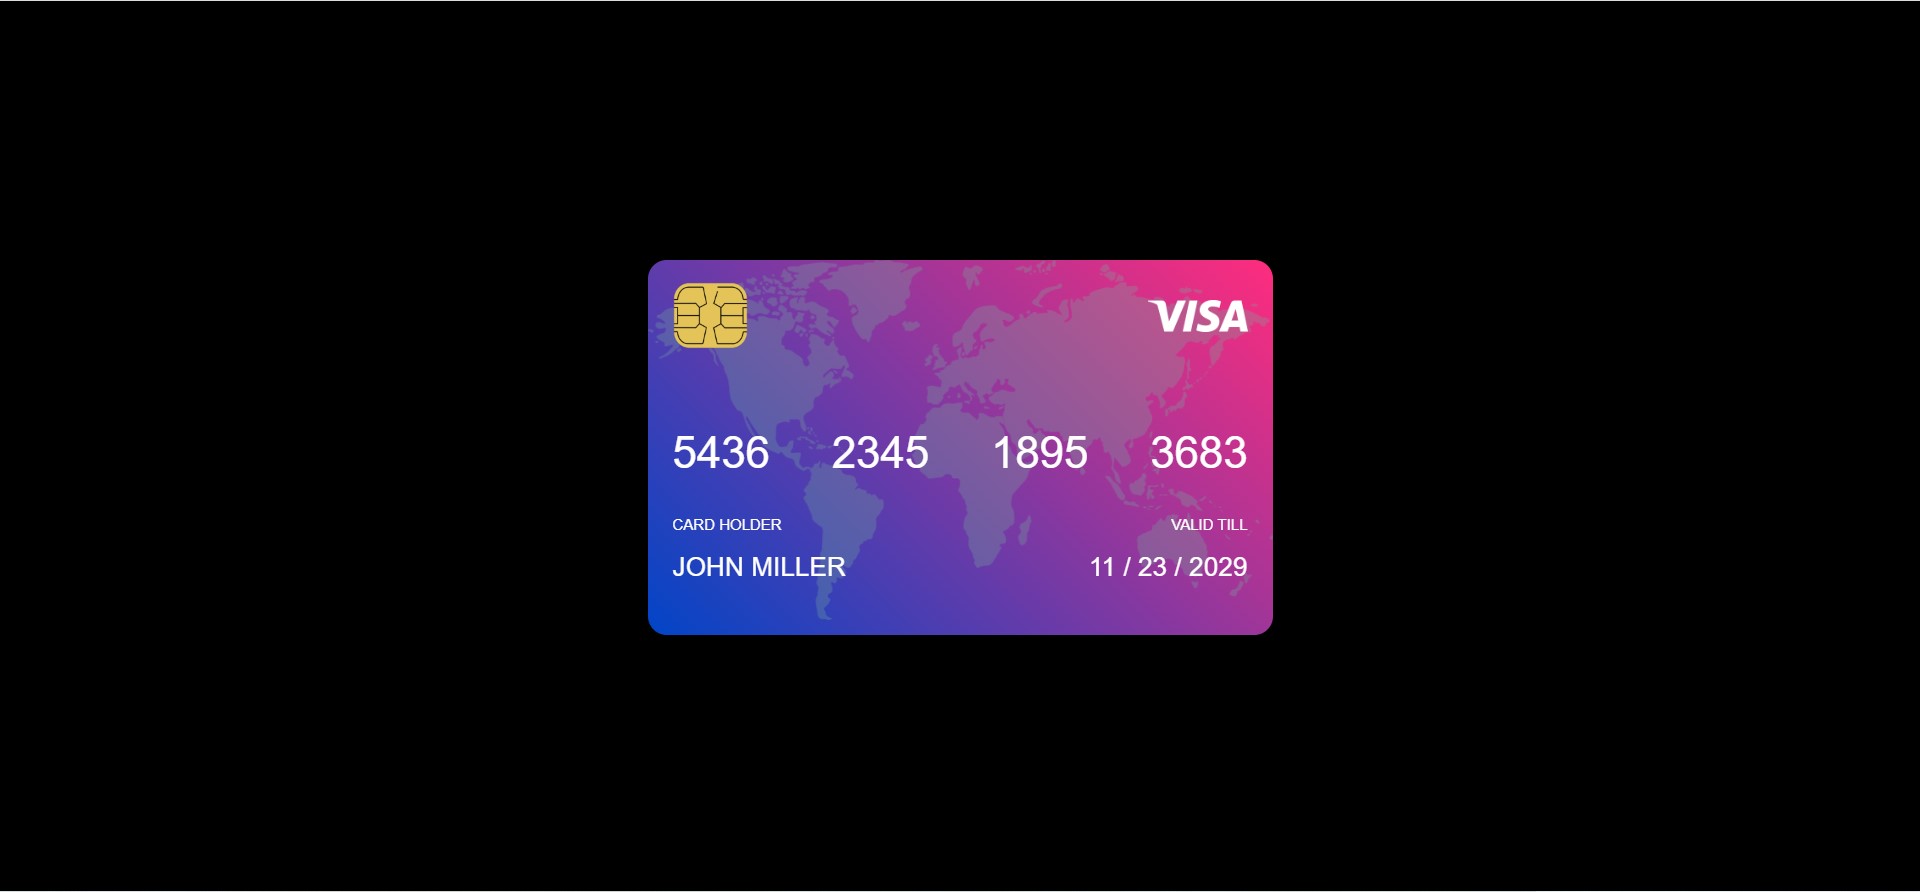 VISA
5436 2345 1895 3683
CARD HOLDER VALID TILL
JOHN MILLER 11 / 23 / 2029